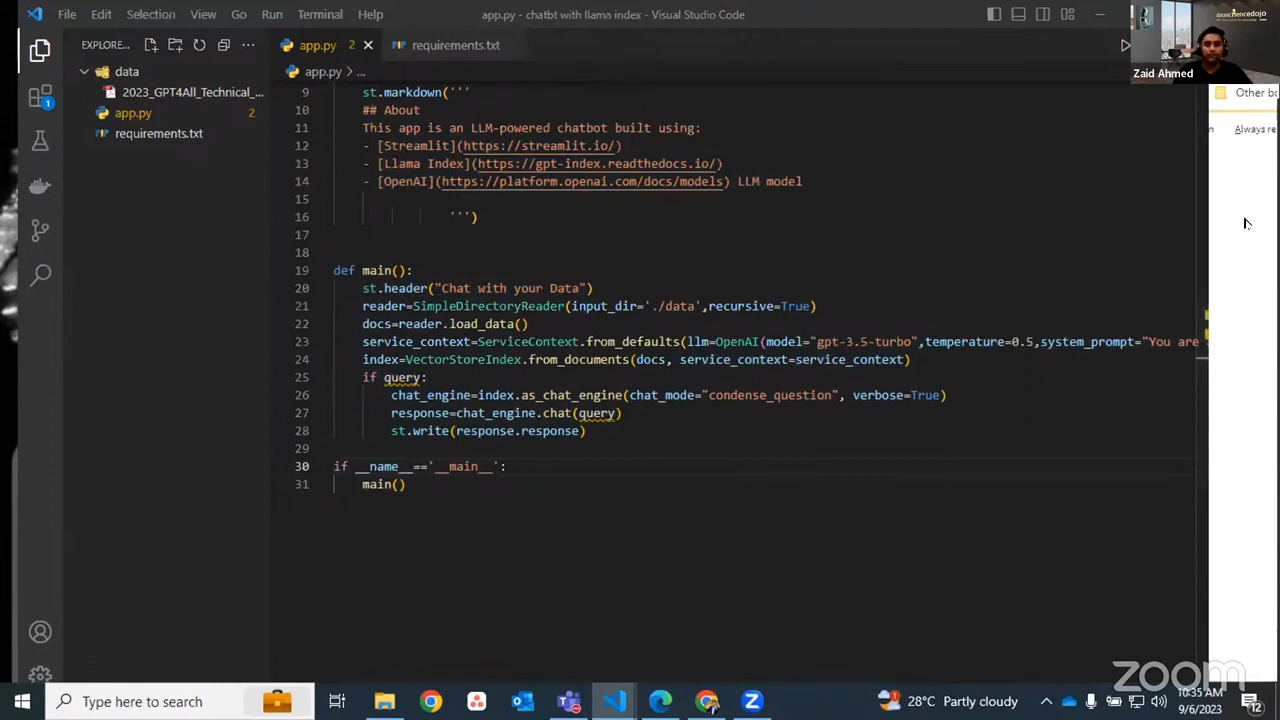 File Edit Selection View Go Run Terminal Help
app.py - chatbt with llama index - Visual Studio Code
datasciencedojo
Zaid Ahmed
EXPLORE...
app.py 2
requirements.txt
data
2023_GPT4All_Technical_...
app.py 2
requirements.txt
app.py > ...
Other bo
Always re
9 st.markdown('''
10 ## About
11 This app is an LLM-powered chatbot built using:
12 - [Streamlit](https://streamlit.io/)
13 - [Llama Index](https://gpt-index.readthedocs.io/)
14 - [OpenAI](https://platform.openai.com/docs/models) LLM model
15
16 ''')
17
18
19 def main():
20 st.header("Chat with your Data")
21 reader=SimpleDirectoryReader(input_dir='./data',recursive=True)
22 docs=reader.load_data()
23 service_context=ServiceContext.from_defaults(llm=OpenAI(model="gpt-3.5-turbo",temperature=0.5,system_prompt="You are
24 index=VectorStoreIndex.from_documents(docs, service_context=service_context)
25 if query:
26 chat_engine=index.as_chat_engine(chat_mode="condense_question", verbose=True)
27 response=chat_engine.chat(query)
28 st.write(response.response)
29
30 if __name__=='__main__':
31 main()
1
zoom
Type here to search
28°C Partly cloudy
10:35 AM
9/6/2023
12